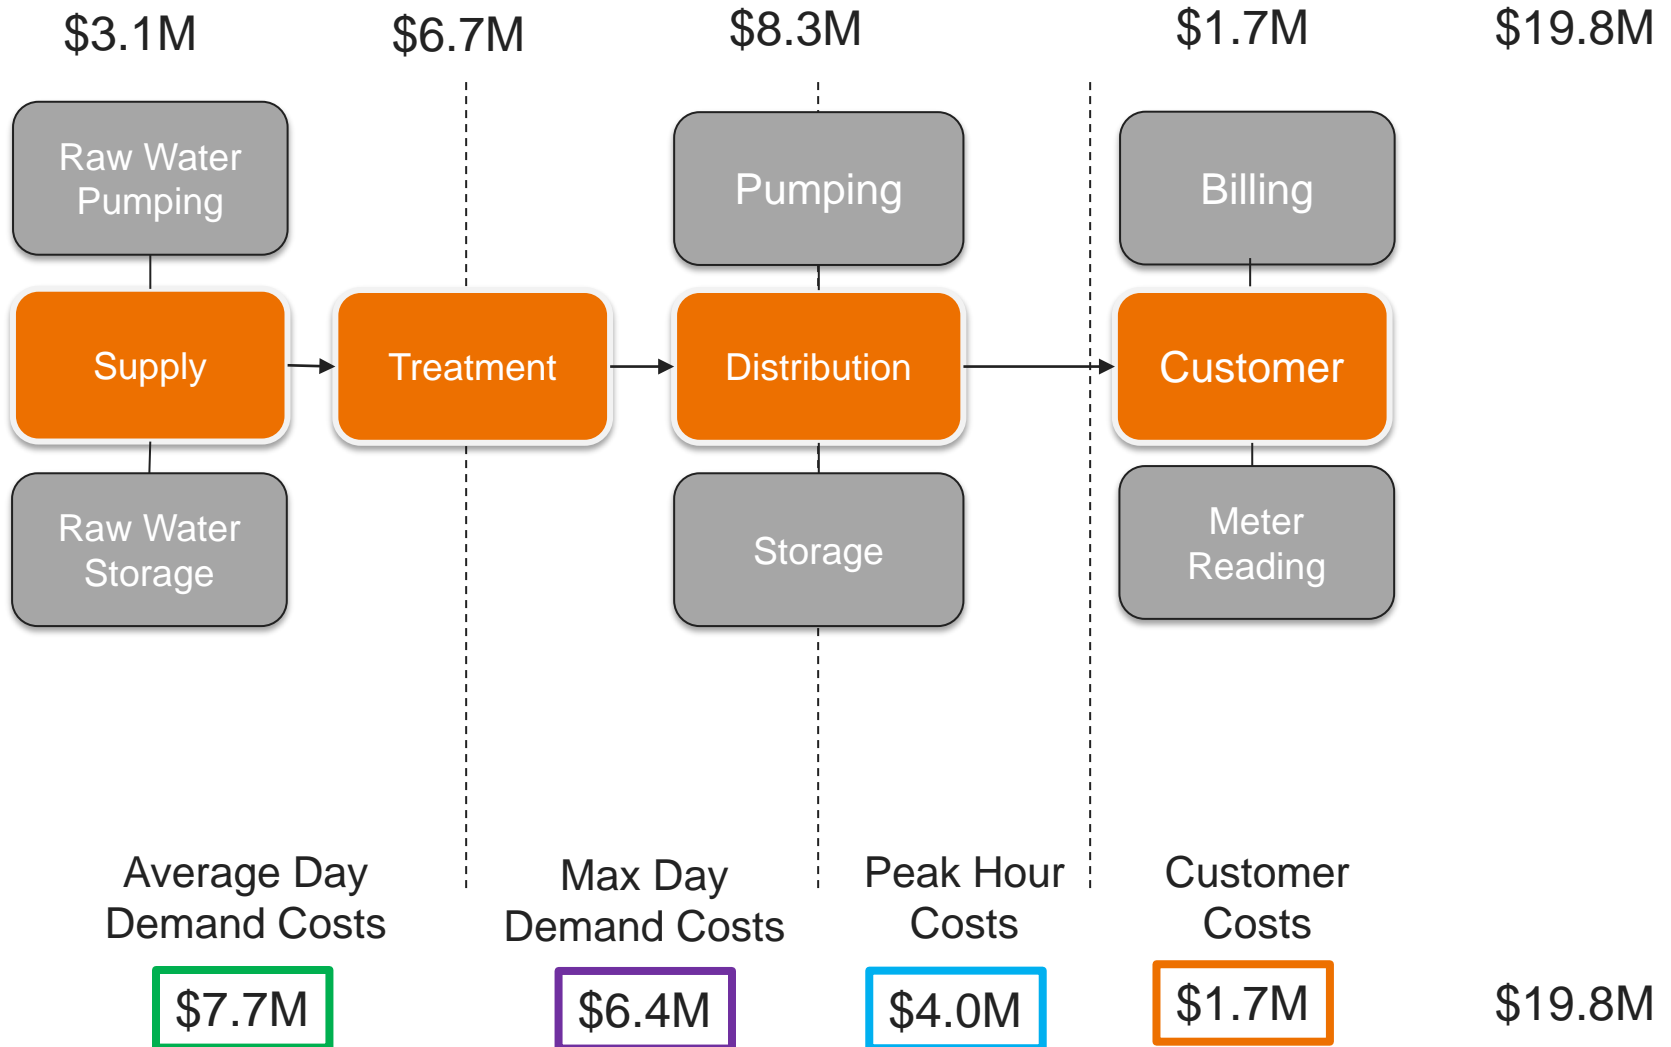 $3.1M
$6.7M
$8.3M
$1.7M
$19.8M
Raw Water
Pumping
Pumping
Billing
Supply
Treatment
Distribution
Customer
Raw Water
Storage
Storage
Meter
Reading
Average Day
Demand Costs
Max Day
Demand Costs
Peak Hour
Costs
Customer
Costs
$7.7M
$6.4M
$4.0M
$1.7M
$19.8M